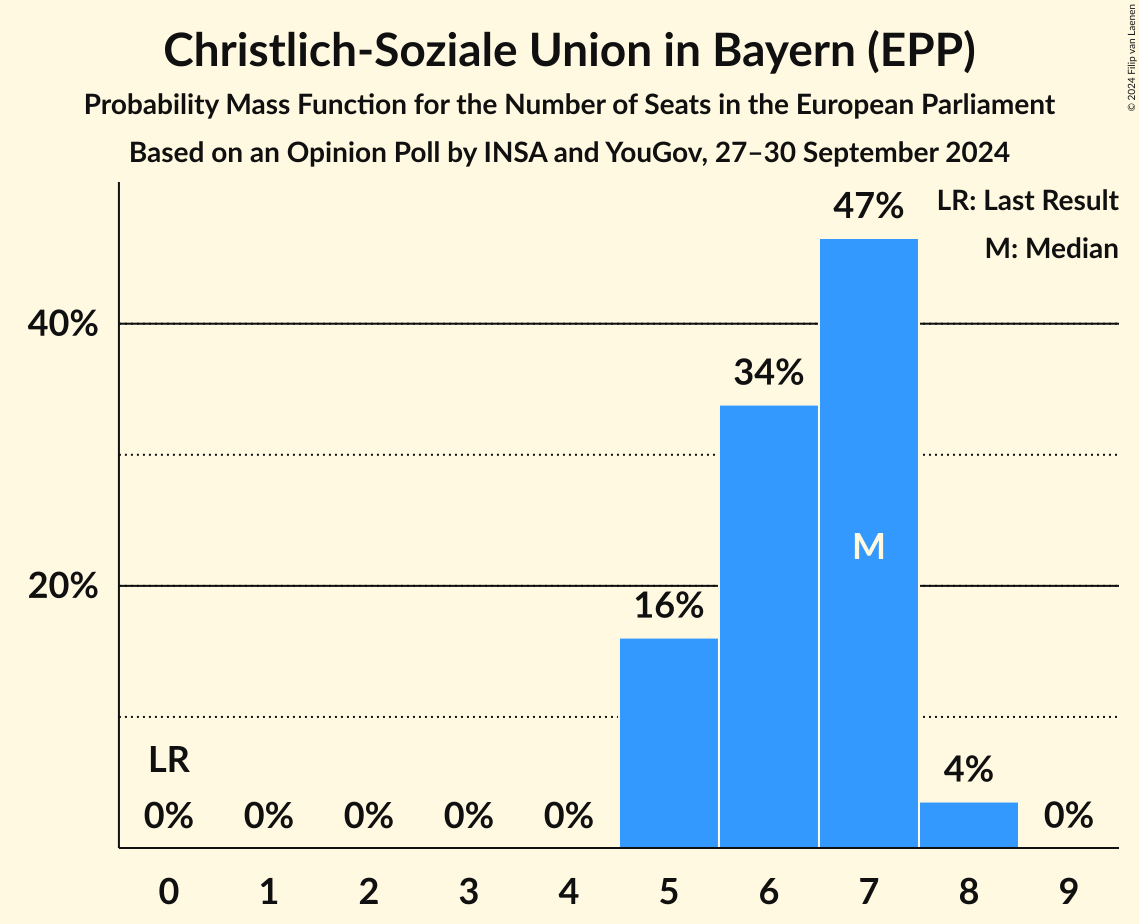 Christlich-Soziale Union in Bayern (EPP)
Probability Mass Function for the Number of Seats in the European Parliament
Based on an Opinion Poll by INSA and YouGov, 27–30 September 2024
© 2024 Filip van Laenen
LR: Last Result
M: Median
47%
40%
34%
M
20%
16%
LR
4%
0% 0% 0% 0% 0% 0%
0 1 2 3 4 5 6 7 8 9